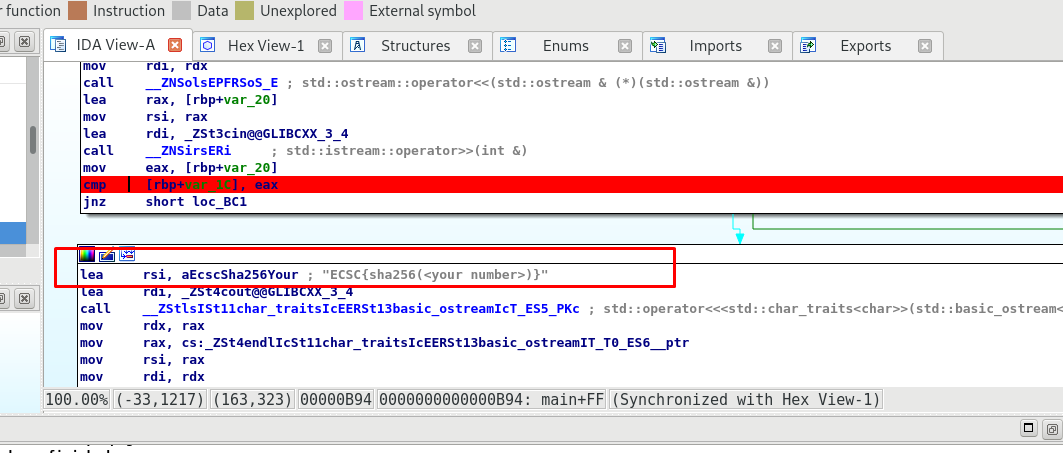 r function Instruction Data Unexplored External symbol
IDA View-A Hex View-1 Structures Enums Imports Exports
mov rdi, rdx
call __ZNSolsEPFRSoS_E ; std::ostream::operator<<(std::ostream & (*)(std::ostream &))
lea rax, [rbp+var_20]
mov rsi, rax
lea rdi, _ZSt3cin@@GLIBCXX_3_4
call __ZNSirsERi ; std::istream::operator>>(int &)
mov eax, [rbp+var_20]
cmp [rbp+var_1C], eax
jnz short loc_BC1
lea rsi, aEcscSha256Your ; "ECSC{sha256(<your number>)}"
lea rdi, _ZSt4cout@@GLIBCXX_3_4
call __ZStlsISt11char_traitsIcEERSt13basic_ostreamIcT_ES5_PKc ; std::operator<<<std::char_traits<char>>(std::basic_ostream<
mov rdx, rax
mov rax, cs:_ZSt4endlIcSt11char_traitsIcEERSt13basic_ostreamIT_T0_ES6__ptr
mov rsi, rax
mov rdi, rdx
100.00% (-33,1217) (163,323) 00000B94 0000000000000B94: main+FF (Synchronized with Hex View-1)